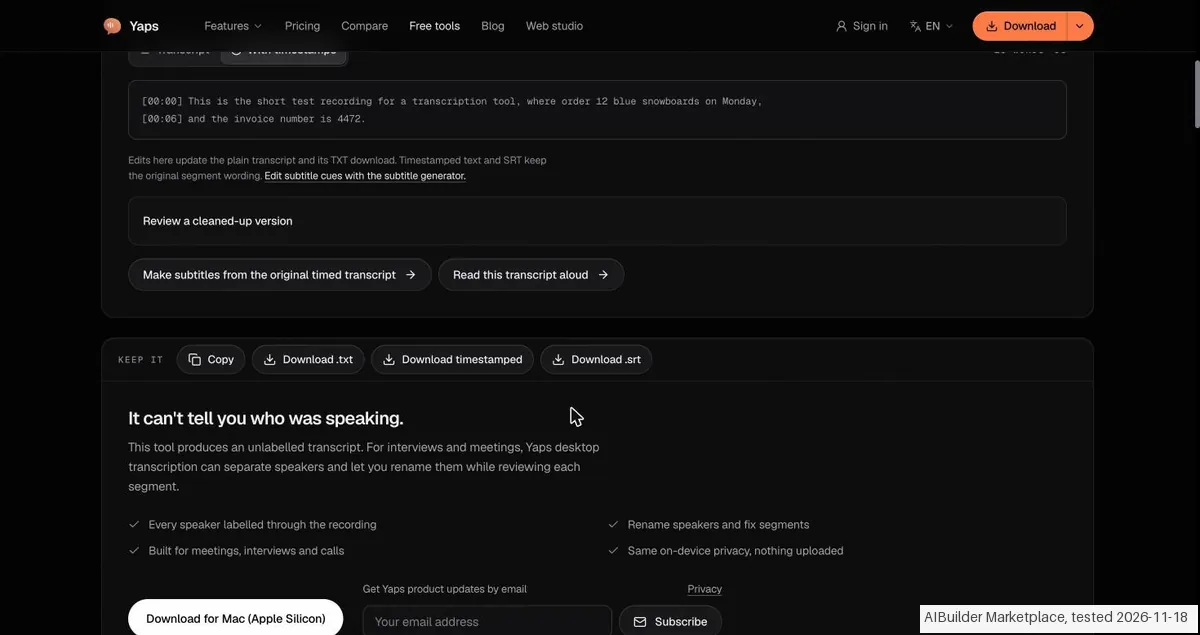 Yaps
Features
Pricing
Compare
Free tools
Blog
Web studio
Sign in
EN
Download
With timestamps
[00:00] This is the short test recording for a transcription tool, where order 12 blue snowboards on Monday,
[00:06] and the invoice number is 4472.
Edits here update the plain transcript and its TXT download. Timestamped text and SRT keep
the original segment wording. Edit subtitle cues with the subtitle generator.
Review a cleaned-up version
Make subtitles from the original timed transcript
Read this transcript aloud
KEEP IT
Copy
Download .txt
Download timestamped
Download .srt
It can't tell you who was speaking.
This tool produces an unlabelled transcript. For interviews and meetings, Yaps desktop
transcription can separate speakers and let you rename them while reviewing each
segment.
Every speaker labelled through the recording
Rename speakers and fix segments
Built for meetings, interviews and calls
Same on-device privacy, nothing uploaded
Get Yaps product updates by email
Privacy
Download for Mac (Apple Silicon)
Your email address
Subscribe
AIBuilder Marketplace, tested 2026-11-18